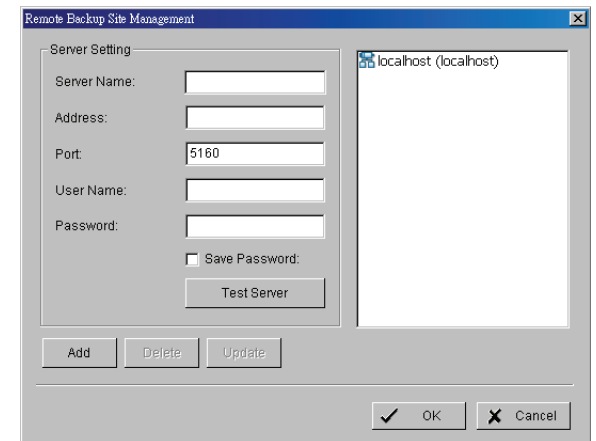 Remote Backup Site Management
Server Setting
Server Name:
Address:
Port: 5160
User Name:
Password:
Save Password:
Test Server
localhost (localhost)
Add Delete Update
OK Cancel